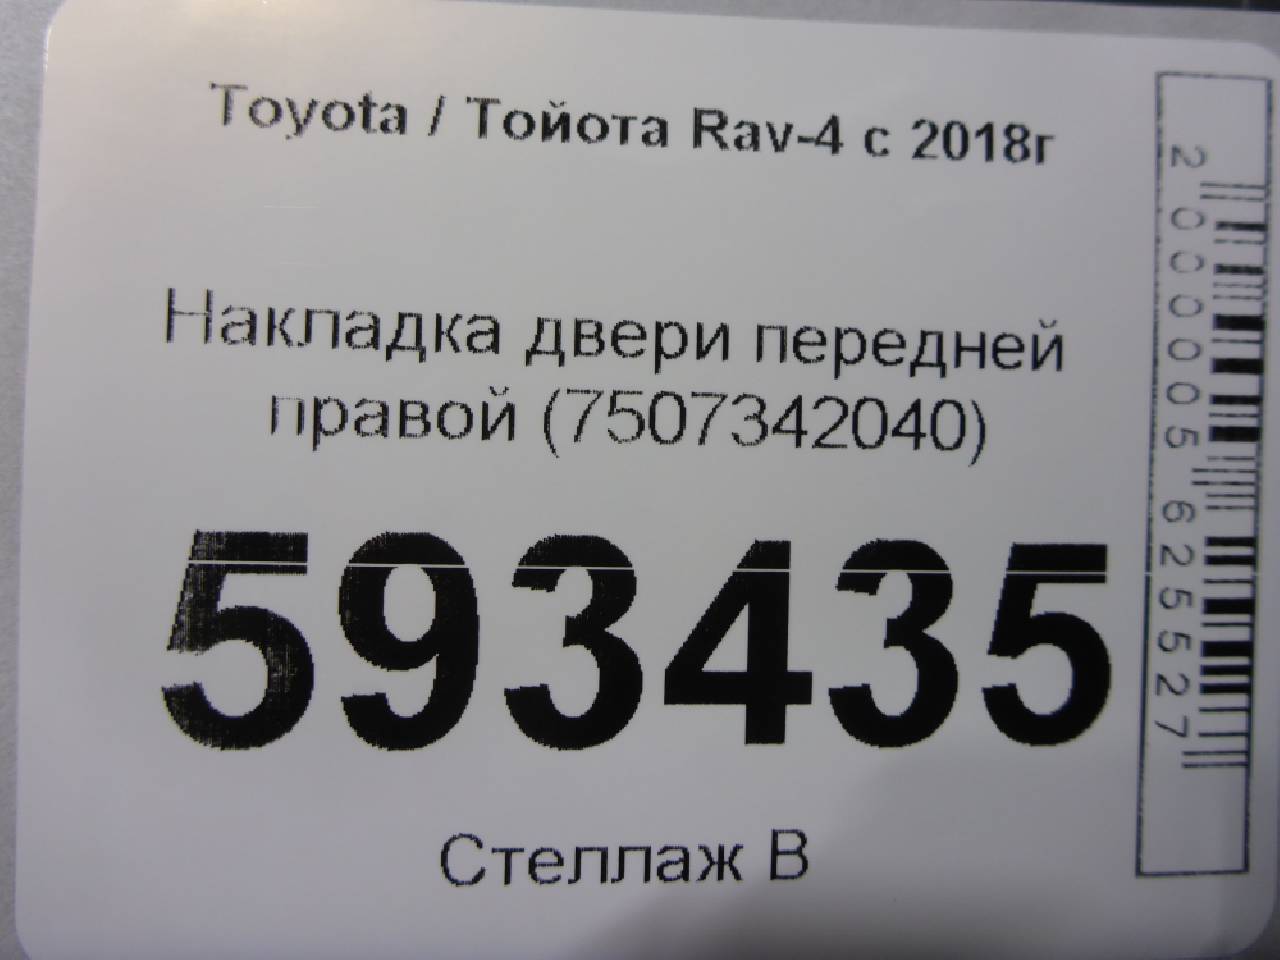 Toyota / Тойота Rav-4 с 2018г
Накладка двери передней
правой (7507342040)
593435
Стеллаж В
2000005625527